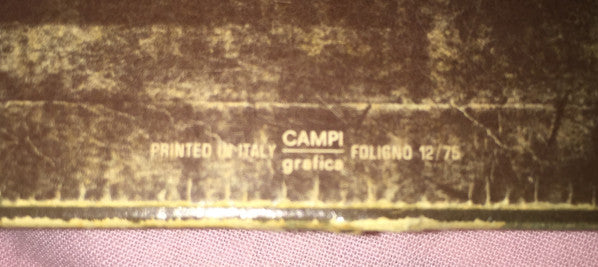 PRINTED IN ITALY CAMPI grafica FOLIGNO 12/75